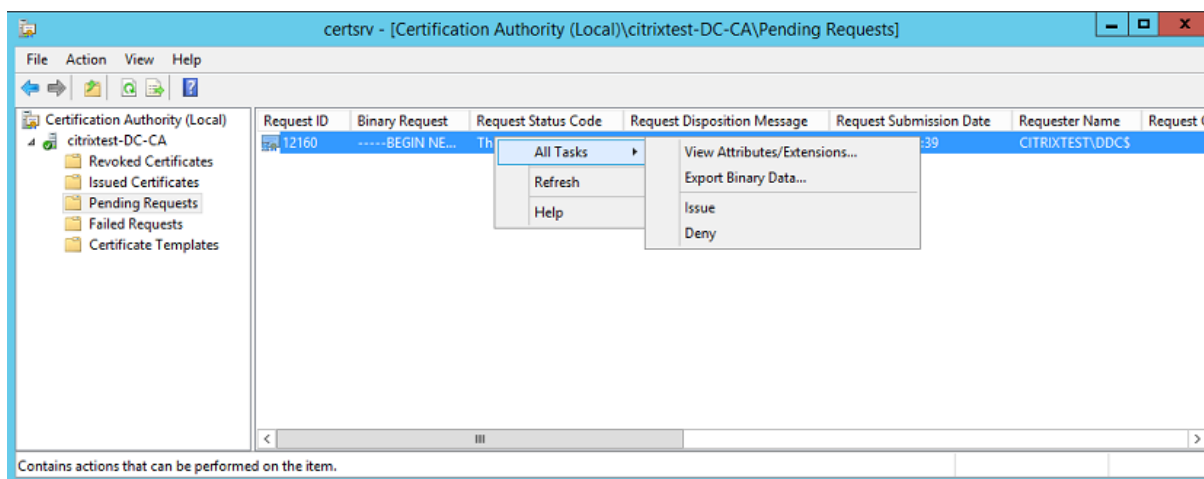 certsrv - [Certification Authority (Local)\citrixtest-DC-CA\Pending Requests]
File Action View Help
Certification Authority (Local)
citrixtest-DC-CA
Revoked Certificates
Issued Certificates
Pending Requests
Failed Requests
Certificate Templates
Request ID Binary Request Request Status Code Request Disposition Message Request Submission Date Requester Name Request
12160 -----BEGIN NE... Th :39 CITRIXTEST\DDC$
All Tasks
Refresh
Help
View Attributes/Extensions...
Export Binary Data...
Issue
Deny
Contains actions that can be performed on the item.